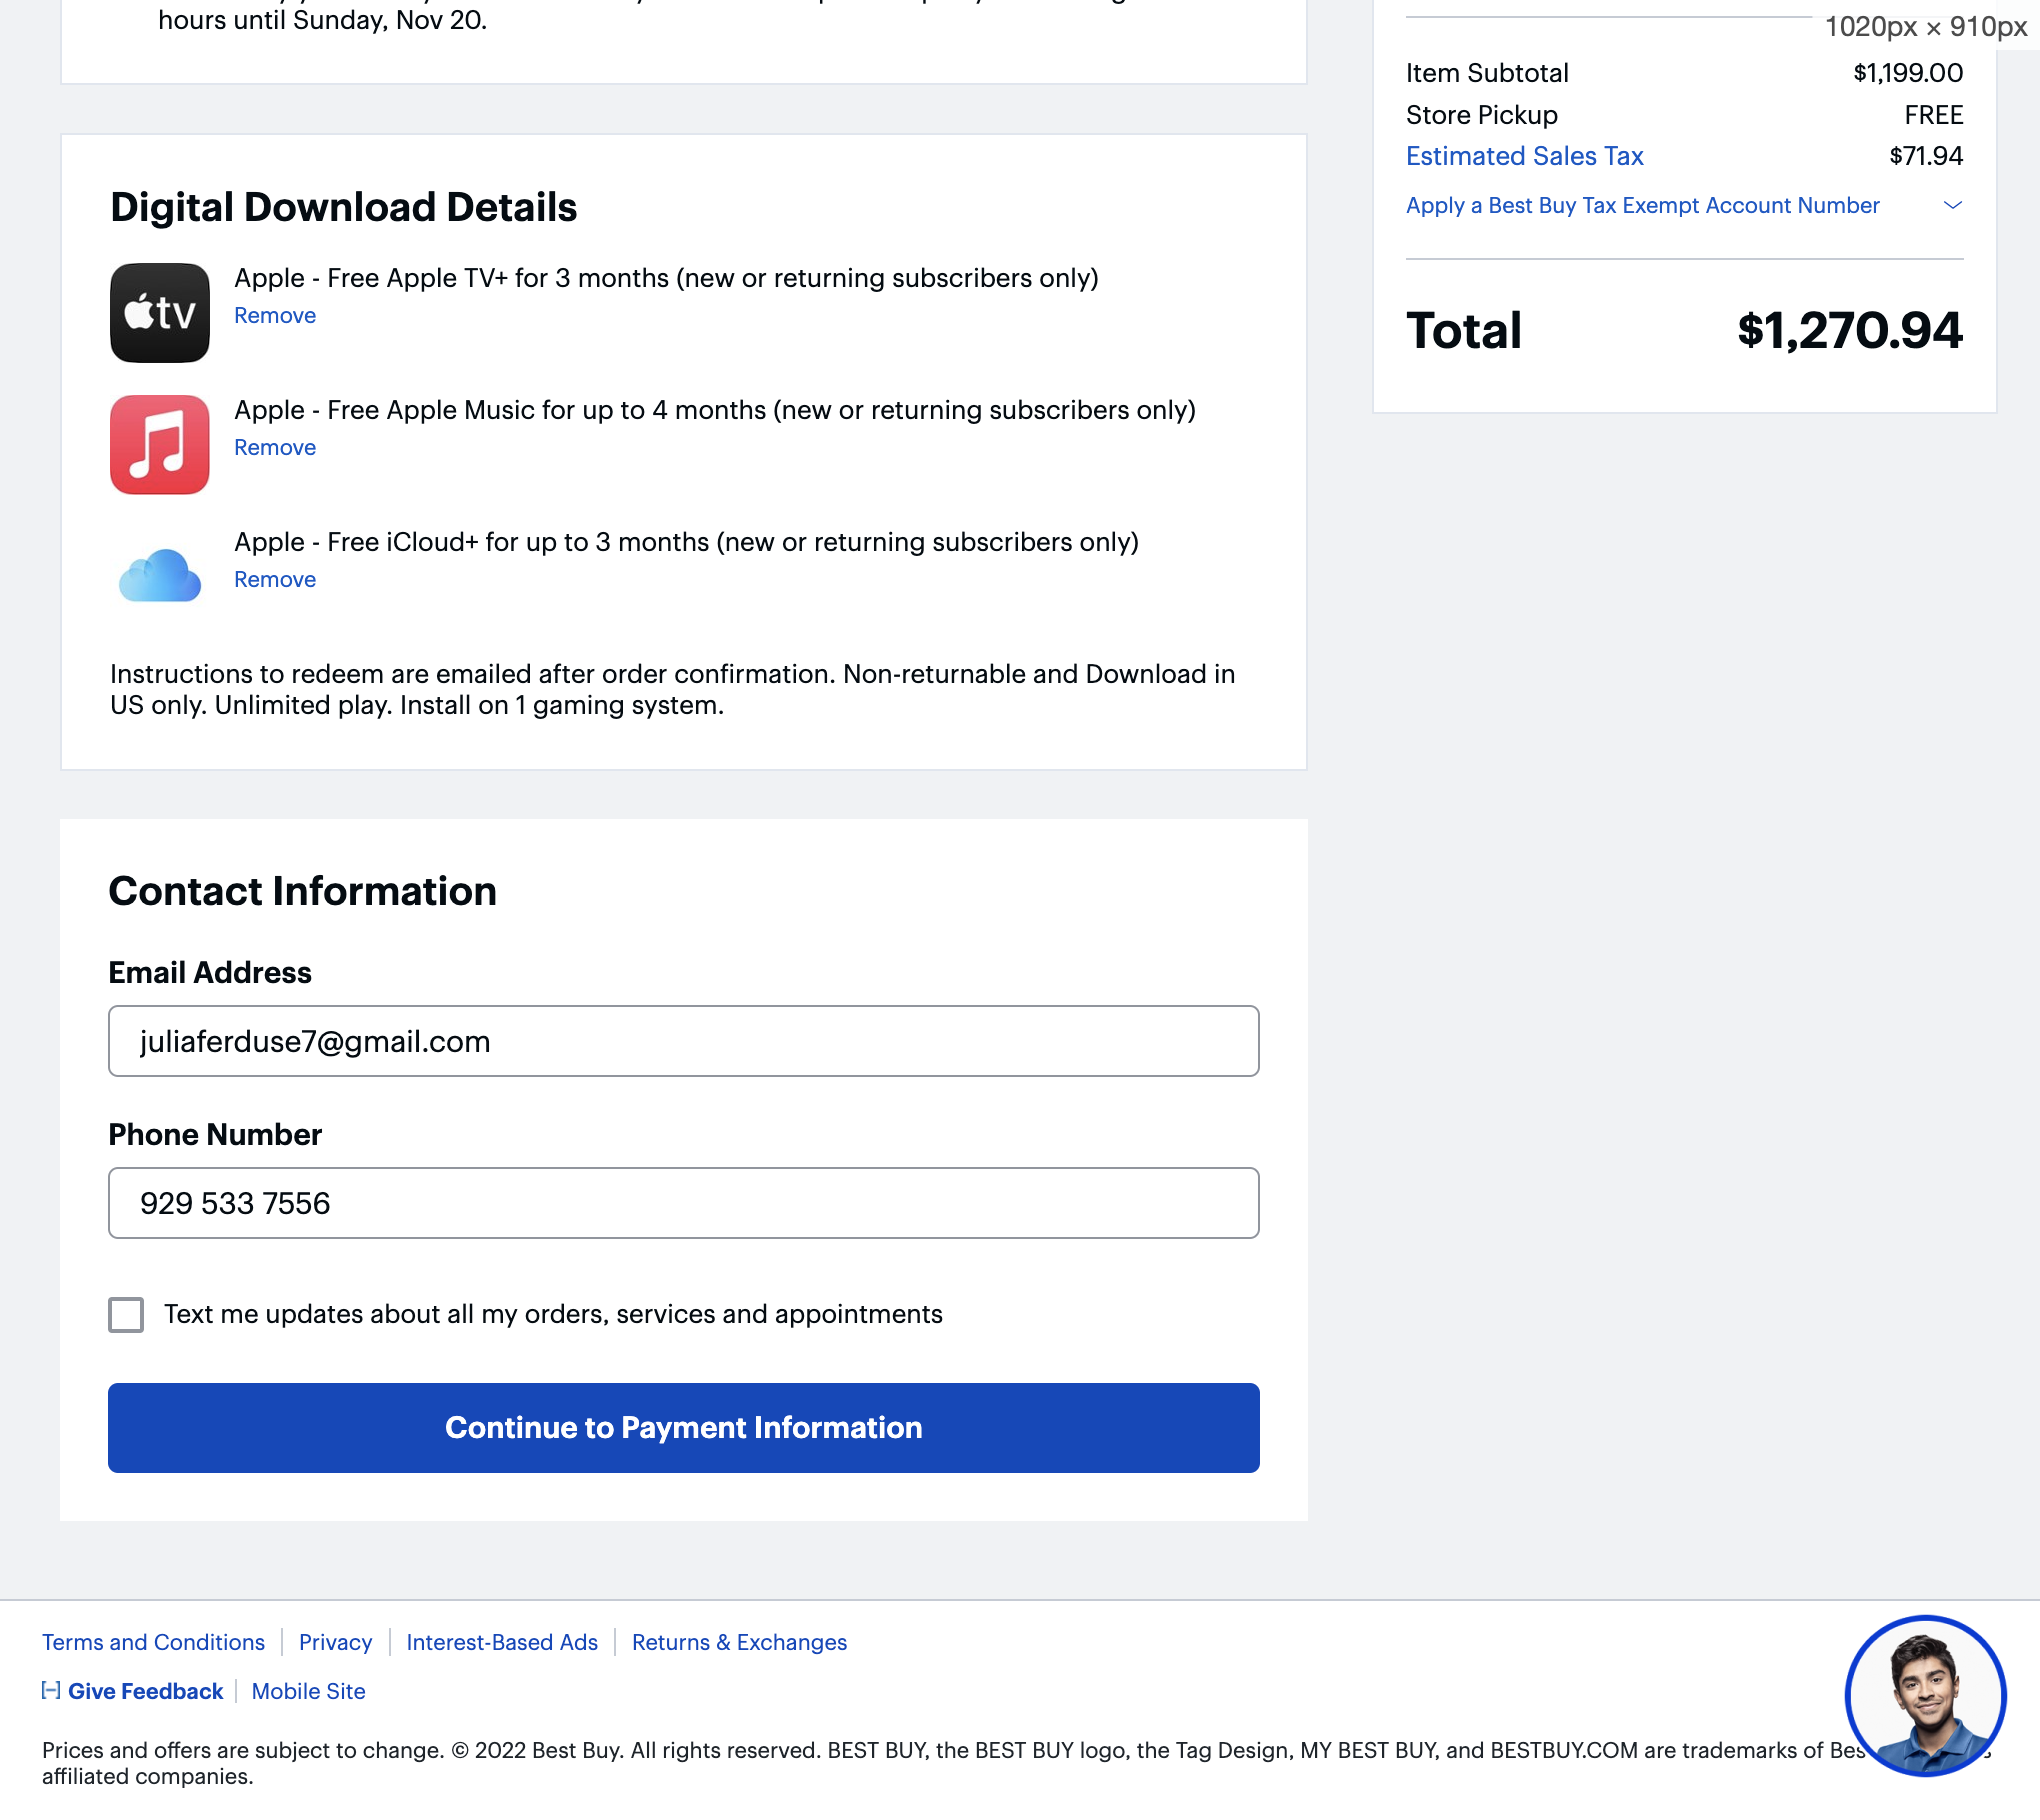 hours until Sunday, Nov 20.
1020px × 910px
Item Subtotal $1,199.00
Store Pickup FREE
Estimated Sales Tax $71.94
Apply a Best Buy Tax Exempt Account Number
Total $1,270.94
Digital Download Details
tv
Apple - Free Apple TV+ for 3 months (new or returning subscribers only)
Remove
Apple - Free Apple Music for up to 4 months (new or returning subscribers only)
Remove
Apple - Free iCloud+ for up to 3 months (new or returning subscribers only)
Remove
Instructions to redeem are emailed after order confirmation. Non-returnable and Download in
US only. Unlimited play. Install on 1 gaming system.
Contact Information
Email Address
juliaferduse7@gmail.com
Phone Number
929 533 7556
Text me updates about all my orders, services and appointments
Continue to Payment Information
Terms and Conditions Privacy Interest-Based Ads Returns & Exchanges
Give Feedback Mobile Site
Prices and offers are subject to change. © 2022 Best Buy. All rights reserved. BEST BUY, the BEST BUY logo, the Tag Design, MY BEST BUY, and BESTBUY.COM are trademarks of
affiliated companies.